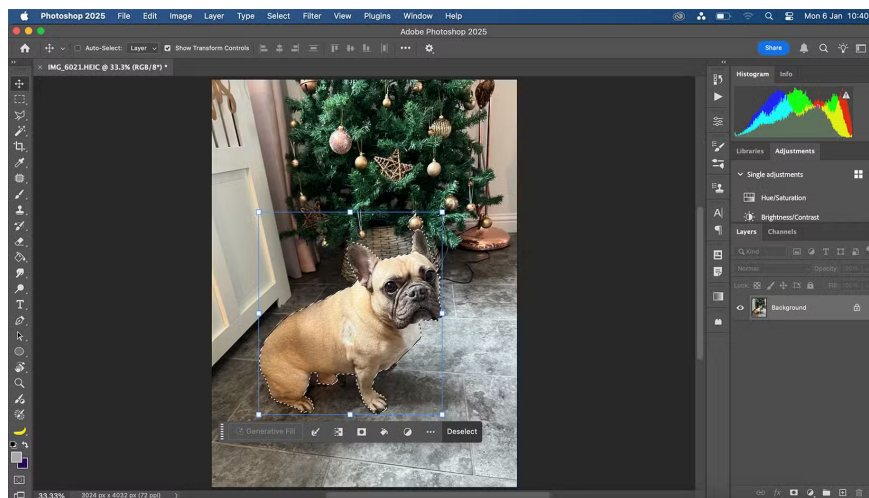 Photoshop 2025 File Edit Image Layer Type Select Filter View Plugins Window Help Mon 6 Jan 10:40
Adobe Photoshop 2025
Auto-Select: Layer Show Transform Controls Share
IMG_6021.HEIC @ 33.3% (RGB/8*) *
Histogram Info
Libraries Adjustments
Single adjustments
Hue/Saturation
Brightness/Contrast
Layers Channels
Kind
Normal Opacity:
Lock: Fill:
Background
Generative Fill Deselect
33.33% 3024 px x 4032 px (72 ppi)